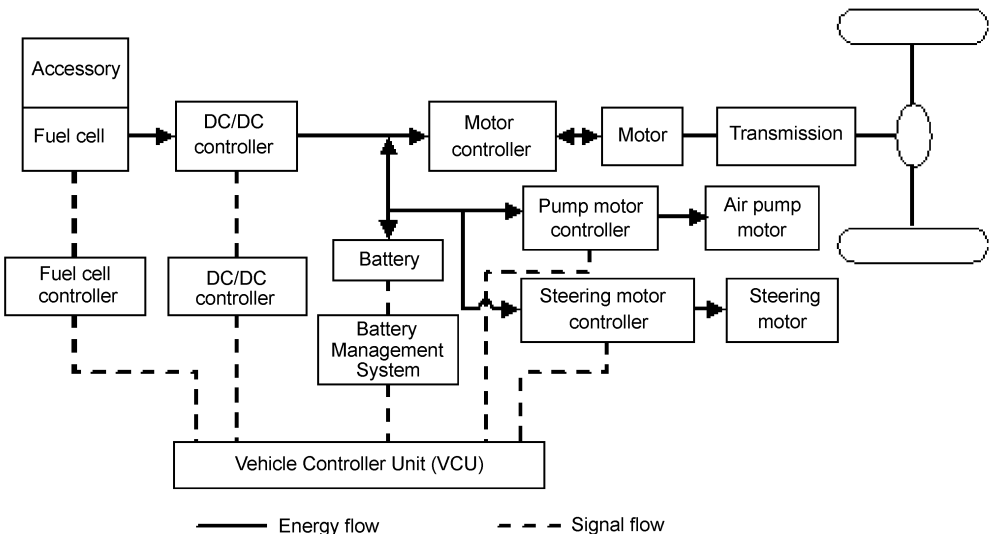 Accessory
Fuel cell
DC/DC
controller
Motor
controller
Motor
Transmission
Pump motor
controller
Air pump
motor
Battery
Fuel cell
controller
DC/DC
controller
Steering motor
controller
Steering
motor
Battery
Management
System
Vehicle Controller Unit (VCU)
Energy flow
Signal flow